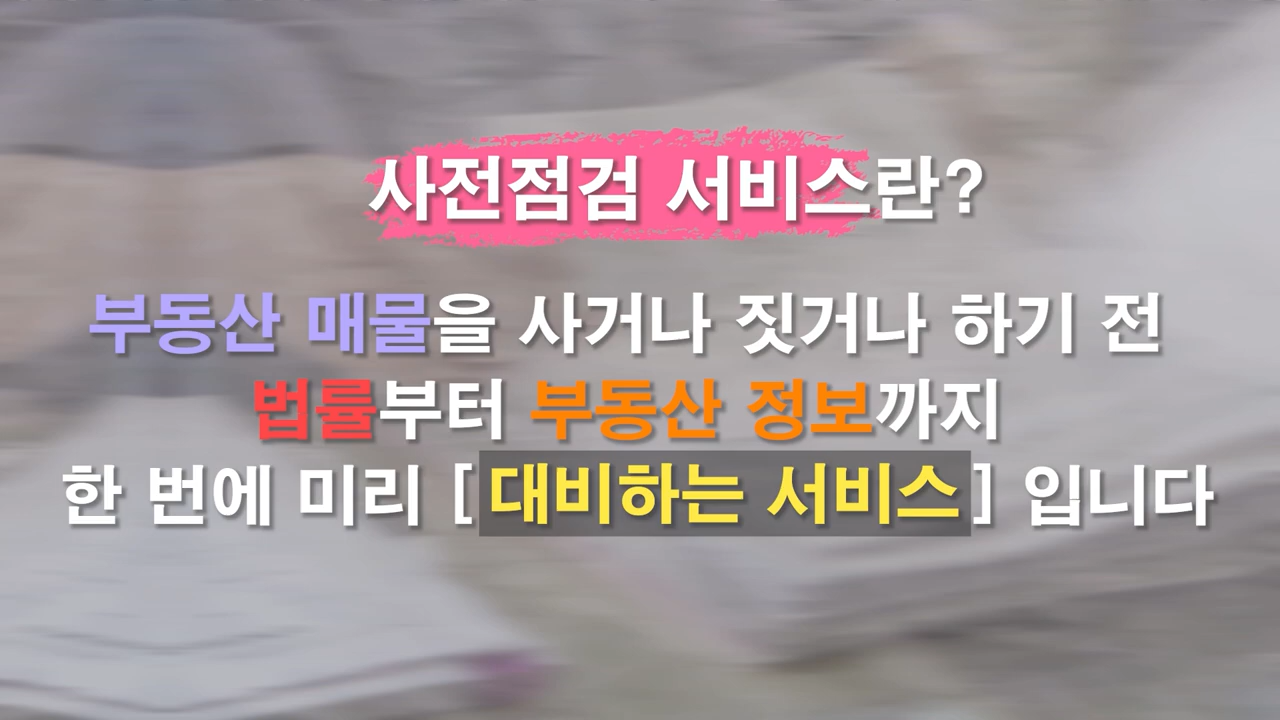 사전점검 서비스란?
부동산 매물을 사거나 짓거나 하기 전
법률부터 부동산 정보까지
한 번에 미리 [대비하는 서비스] 입니다